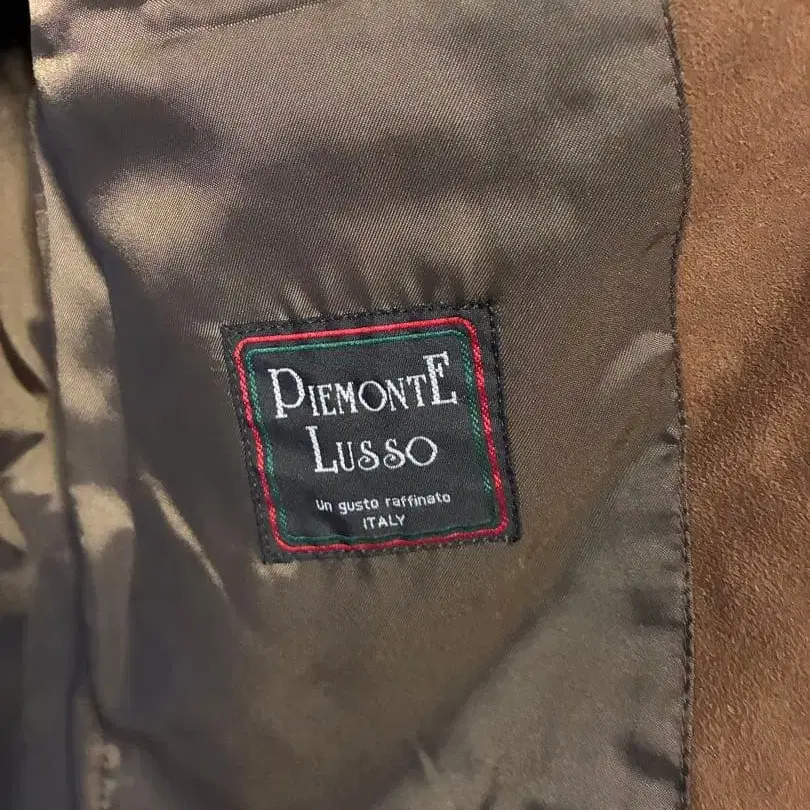 PIEMONTE
LUSSO
Un gusto raffinato
ITALY